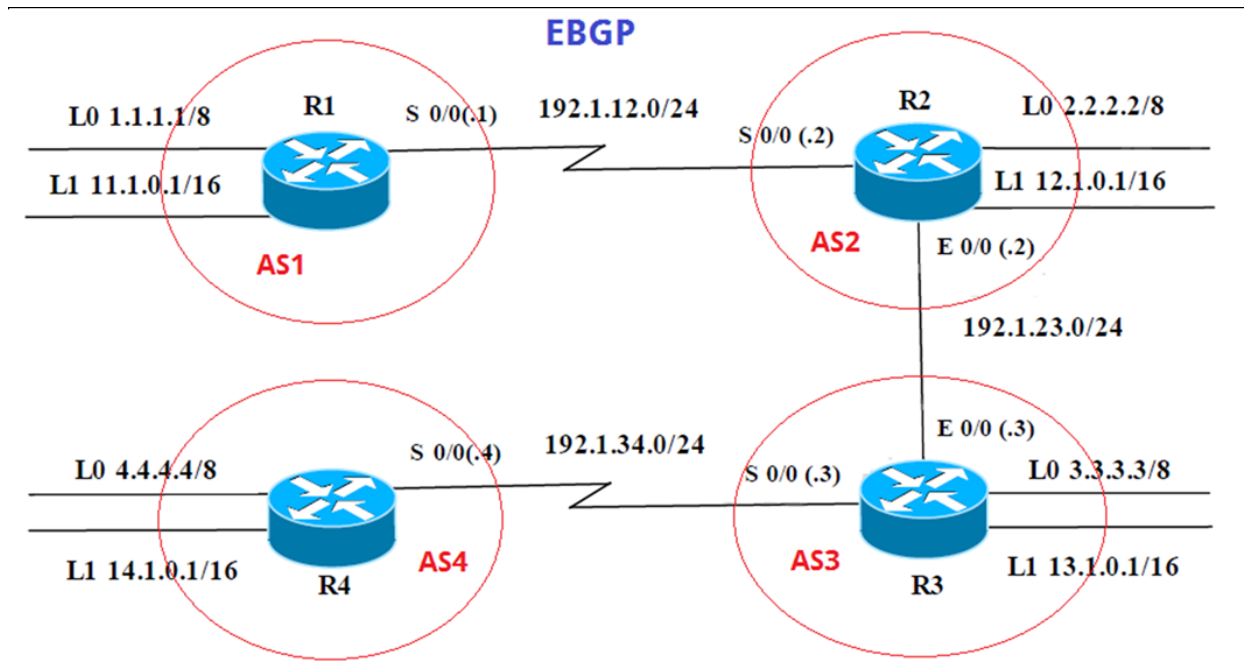 EBGP
R1
L0 1.1.1.1/8
S 0/0(.1)
192.1.12.0/24
R2
S 0/0 (.2)
L0 2.2.2.2/8
L1 11.1.0.1/16
L1 12.1.0.1/16
AS1
AS2
E 0/0 (.2)
192.1.23.0/24
E 0/0 (.3)
192.1.34.0/24
S 0/0(.4)
S 0/0 (.3)
L0 4.4.4.4/8
L0 3.3.3.3/8
L1 14.1.0.1/16
AS4
AS3
L1 13.1.0.1/16
R4
R3